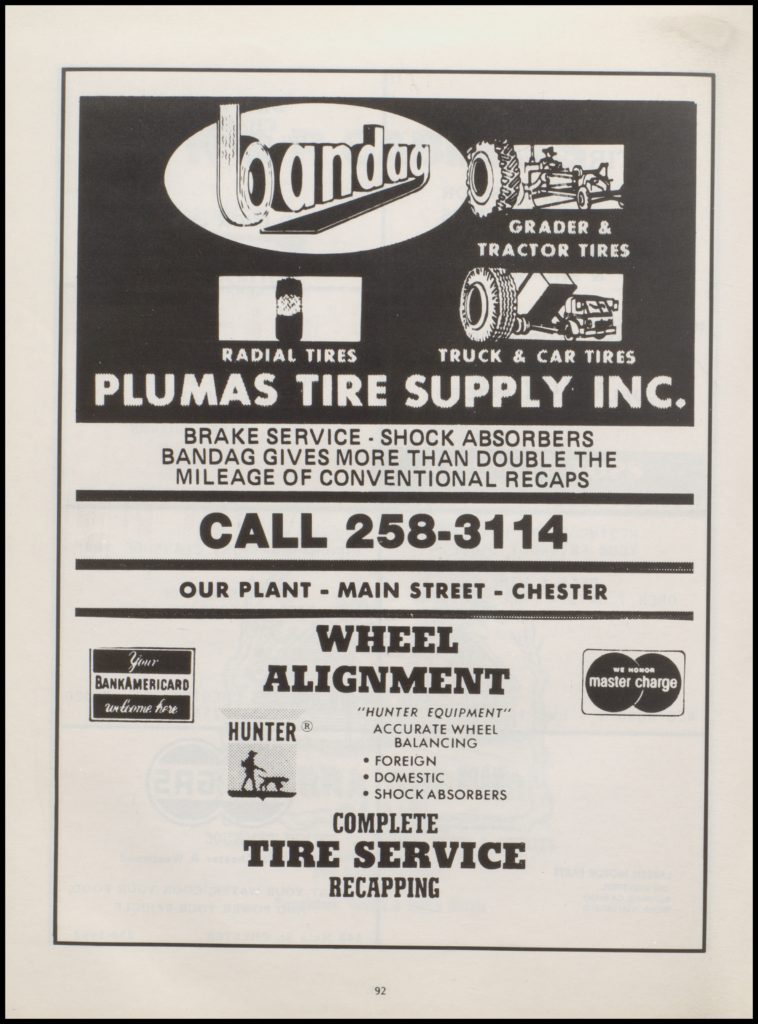 bandag
GRADER &
TRACTOR TIRES
RADIAL TIRES
TRUCK & CAR TIRES
PLUMAS TIRE SUPPLY INC.
BRAKE SERVICE - SHOCK ABSORBERS
BANDAG GIVES MORE THAN DOUBLE THE
MILEAGE OF CONVENTIONAL RECAPS
CALL 258-3114
OUR PLANT - MAIN STREET - CHESTER
WHEEL
ALIGNMENT
Your
BANKAMERICARD
welcome here
WE HONOR
master charge
"HUNTER EQUIPMENT"
HUNTER ®
ACCURATE WHEEL
BALANCING
• FOREIGN
• DOMESTIC
• SHOCK ABSORBERS
COMPLETE
TIRE SERVICE
RECAPPING
92